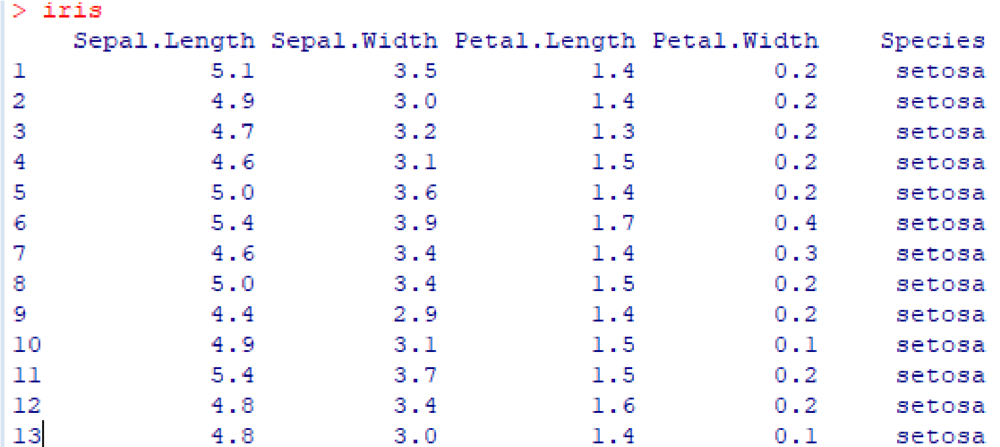 > iris
Sepal.Length Sepal.Width Petal.Length Petal.Width Species
1 5.1 3.5 1.4 0.2 setosa
2 4.9 3.0 1.4 0.2 setosa
3 4.7 3.2 1.3 0.2 setosa
4 4.6 3.1 1.5 0.2 setosa
5 5.0 3.6 1.4 0.2 setosa
6 5.4 3.9 1.7 0.4 setosa
7 4.6 3.4 1.4 0.3 setosa
8 5.0 3.4 1.5 0.2 setosa
9 4.4 2.9 1.4 0.2 setosa
10 4.9 3.1 1.5 0.1 setosa
11 5.4 3.7 1.5 0.2 setosa
12 4.8 3.4 1.6 0.2 setosa
13 4.8 3.0 1.4 0.1 setosa